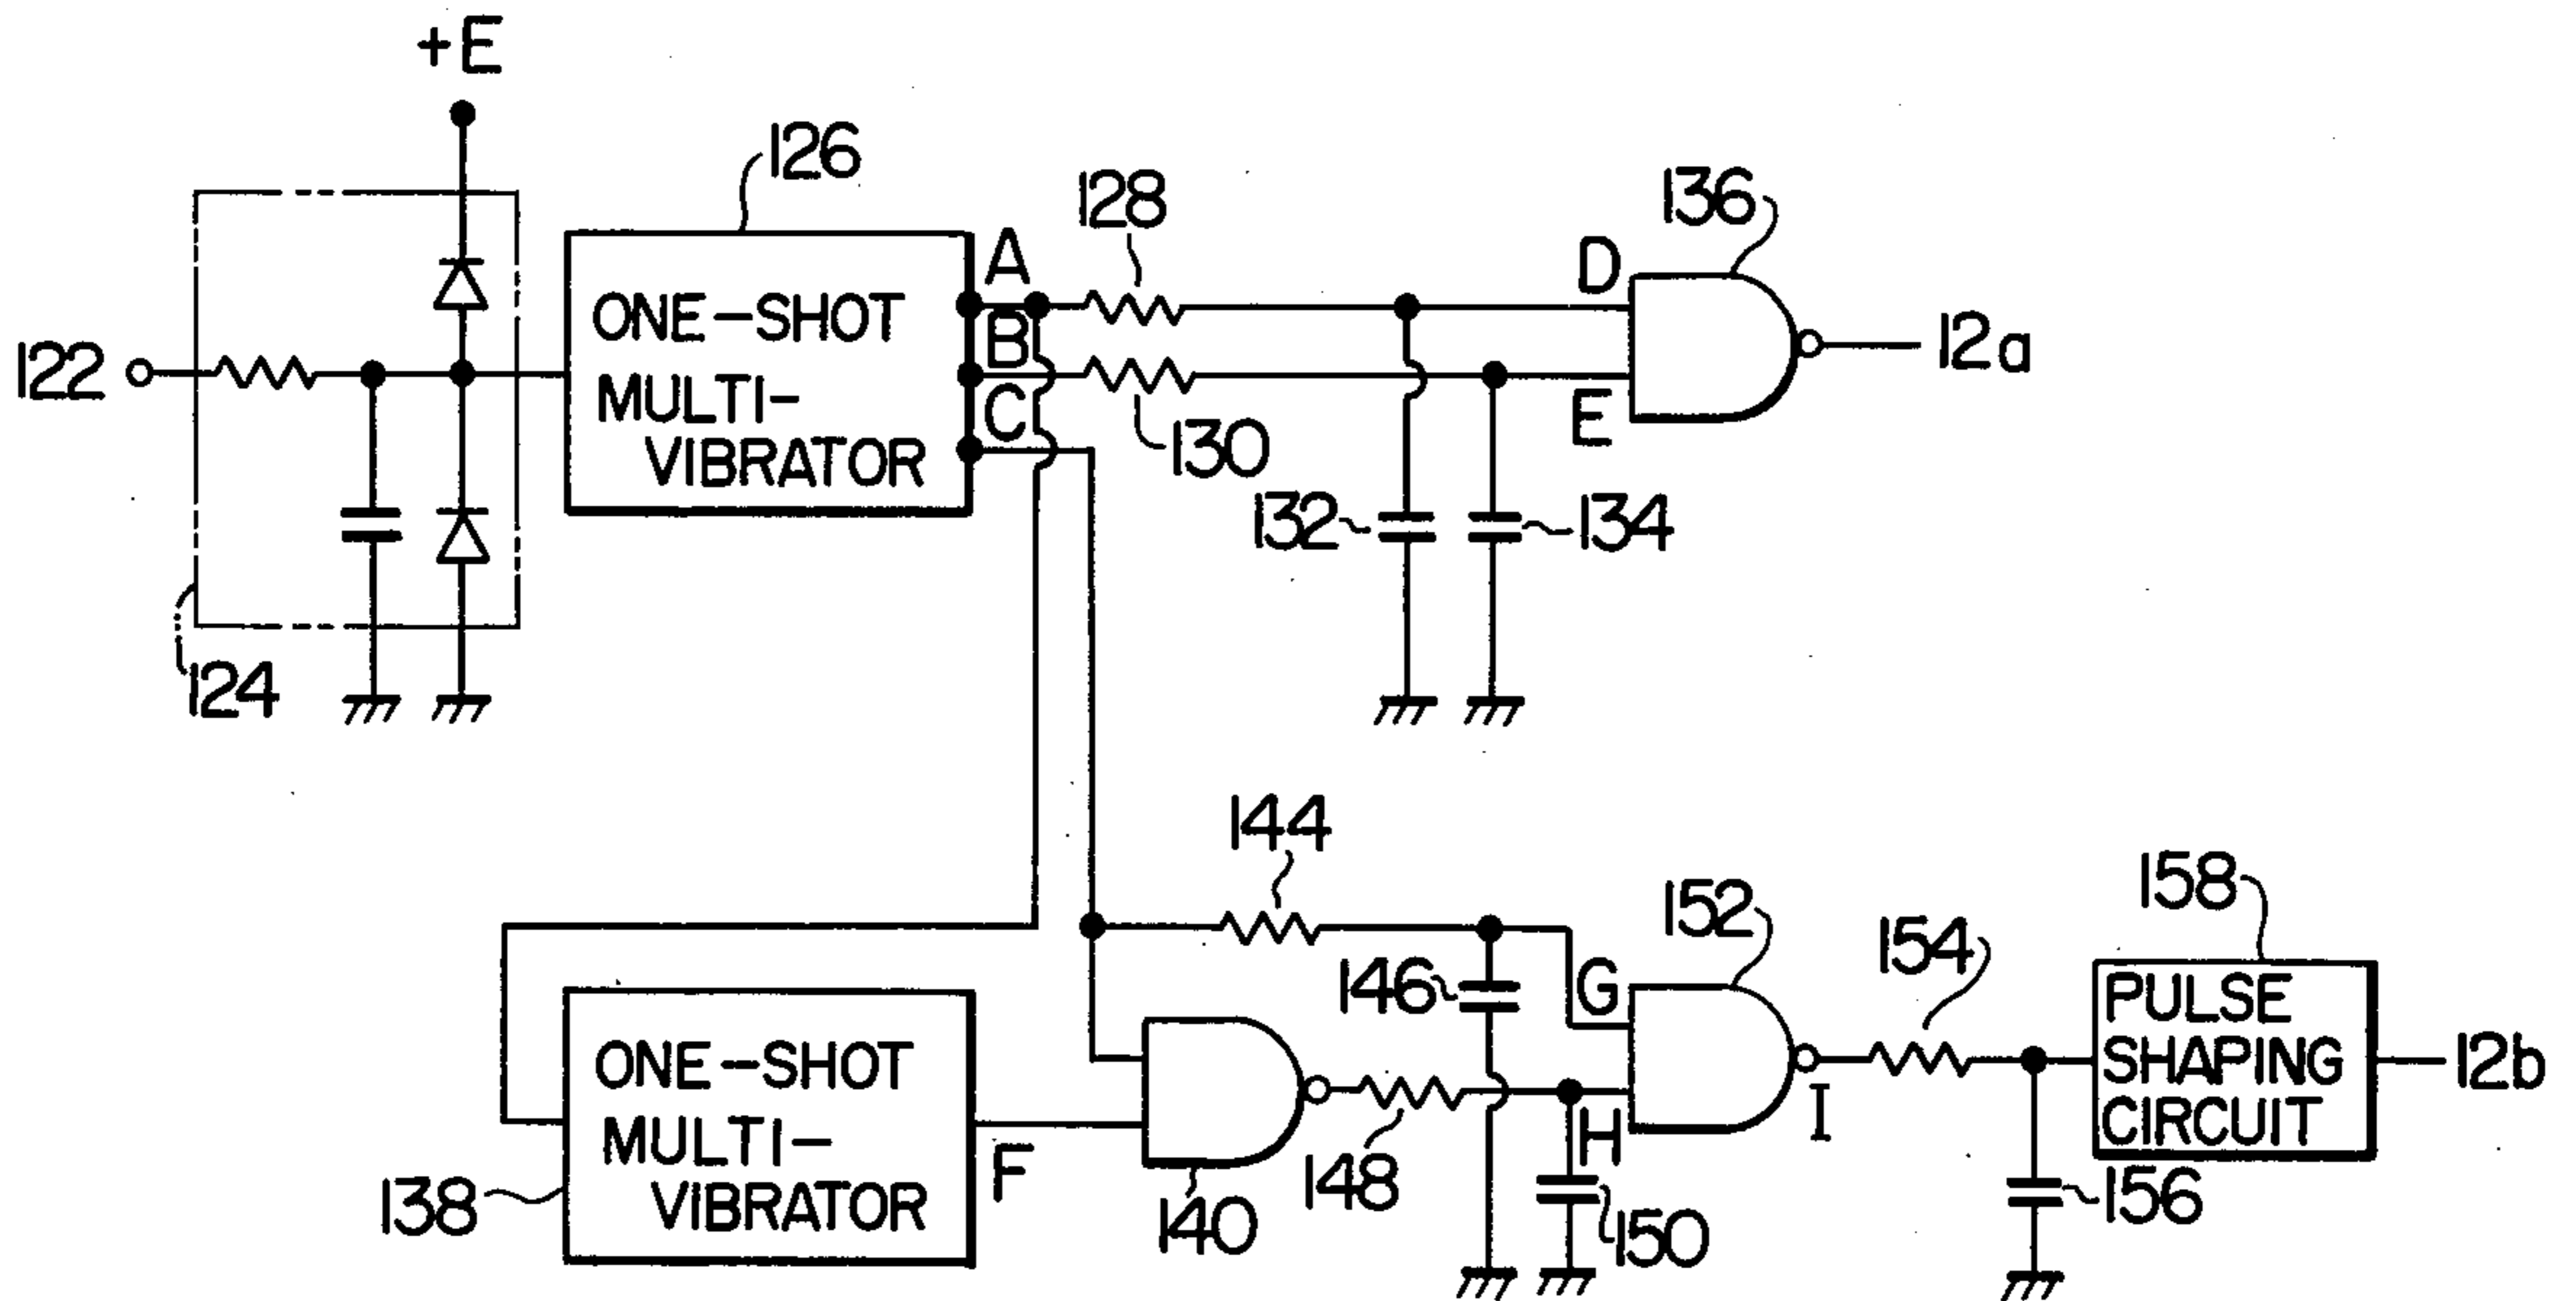 +E
126
128
136
A
D
ONE-SHOT
B
122
12a
MULTI-
C
E
VIBRATOR
130
132
134
124
144
158
152
154
146
G
PULSE
ONE-SHOT
SHAPING
12b
MULTI-
CIRCUIT
F
H
I
138
VIBRATOR
148
140
150
156